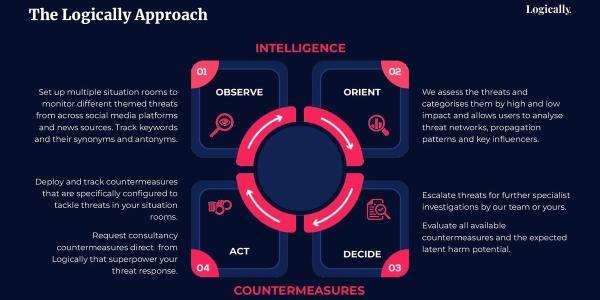 The Logically Approach
Logically.
INTELLIGENCE
01
OBSERVE
Set up multiple situation rooms to
monitor different themed threats
from across social media platforms
and news sources. Track keywords
and their synonyms and antonyms.
02
ORIENT
We assess the threats and
categorises them by high and low
impact and allows users to analyse
threat networks, propagation
patterns and key influencers.
Deploy and track countermeasures
that are specifically configured to
tackle threats in your situation
rooms.
Request consultancy
countermeasures direct from
Logically that superpower your
threat response.
ACT
04
Escalate threats for further specialist
investigations by our team or yours.
Evaluate all available
countermeasures and the expected
latent harm potential.
DECIDE
03
COUNTERMEASURES